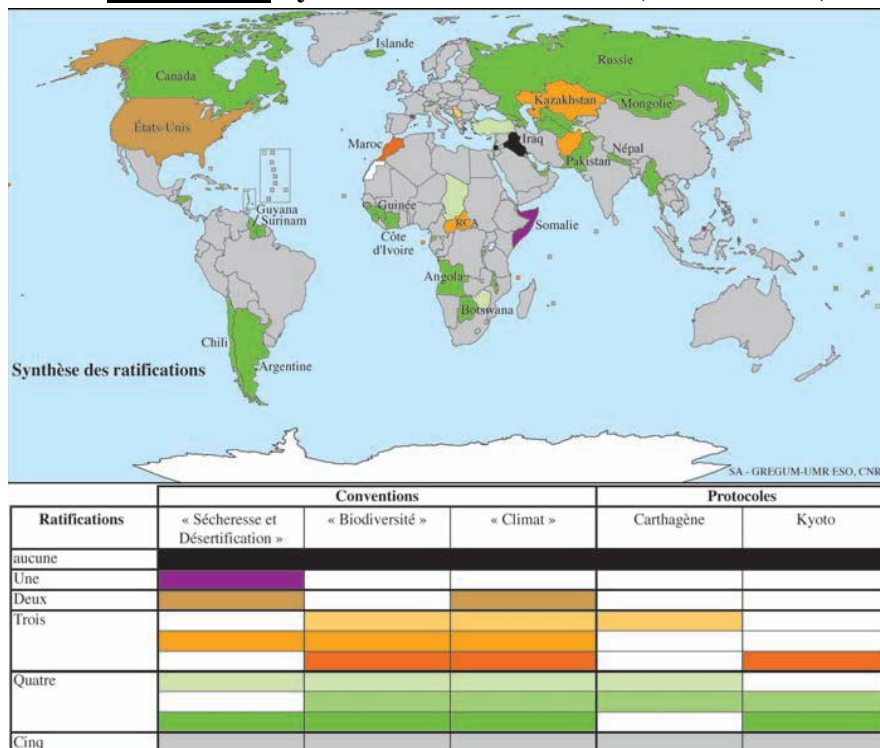 Islande
Canada
Russie
Kazakhstan
Mongolie
États-Unis
Maroc
Iraq
Népal
Pakistan
Guyana
Surinam
Guinée
RCA
Somalie
Côte
d'Ivoire
Angola
Botswana
Chili
Argentine
Synthèse des ratifications
SA - GREGUM-UMR ESO, CNR
Conventions
Protocoles
Ratifications
« Sécheresse et
Désertification »
« Biodiversité »
« Climat »
Carthagène
Kyoto
aucune
Une
Deux
Trois
Quatre
Cinq